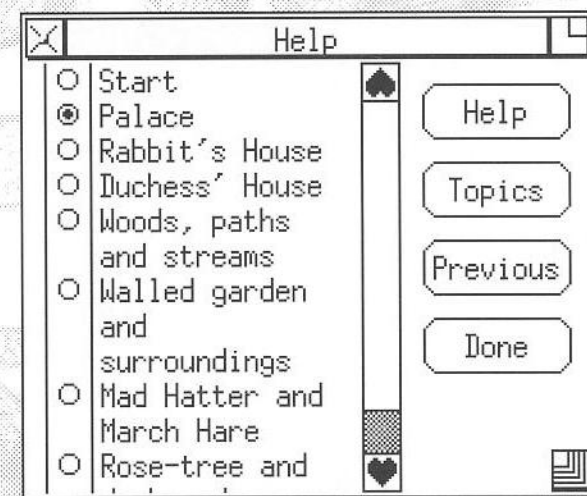 Help
Start
Palace
Rabbit's House
Duchess' House
Woods, paths
and streams
Walled garden
and
surroundings
Mad Hatter and
March Hare
Rose-tree and
Help
Topics
Previous
Done